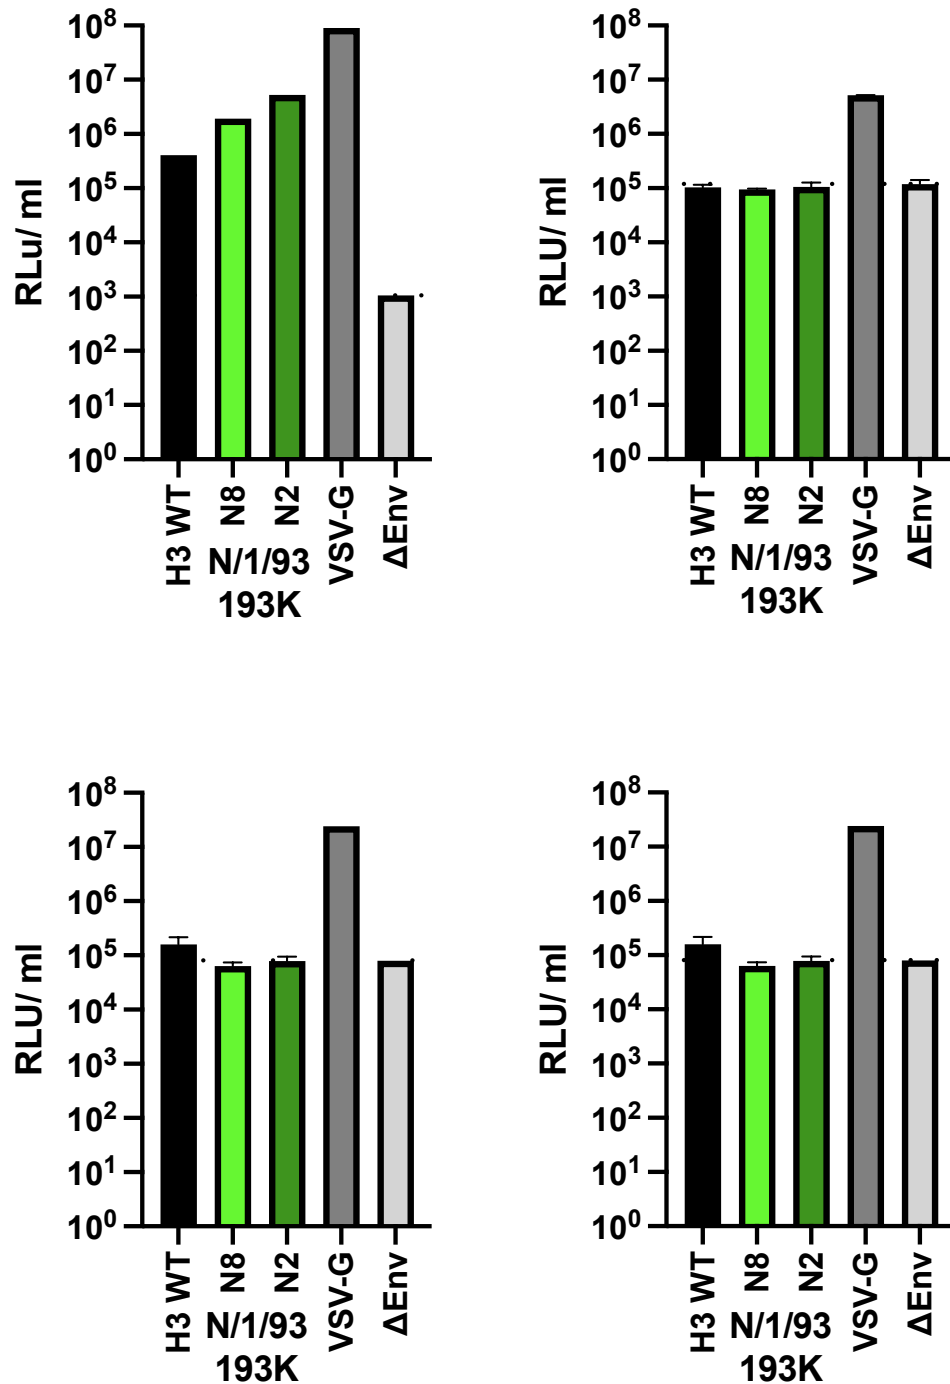 RLu/ ml
10⁸
10⁷
10⁶
10⁵
10⁴
10³
10²
10¹
10⁰
H3 WT
N8
N2
VSV-G
ΔEnv
N/1/93
193K
RLU/ ml
10⁸
10⁷
10⁶
10⁵
10⁴
10³
10²
10¹
10⁰
H3 WT
N8
N2
VSV-G
ΔEnv
N/1/93
193K
RLU/ ml
10⁸
10⁷
10⁶
10⁵
10⁴
10³
10²
10¹
10⁰
H3 WT
N8
N2
VSV-G
ΔEnv
N/1/93
193K
RLU/ ml
10⁸
10⁷
10⁶
10⁵
10⁴
10³
10²
10¹
10⁰
H3 WT
N8
N2
VSV-G
ΔEnv
N/1/93
193K